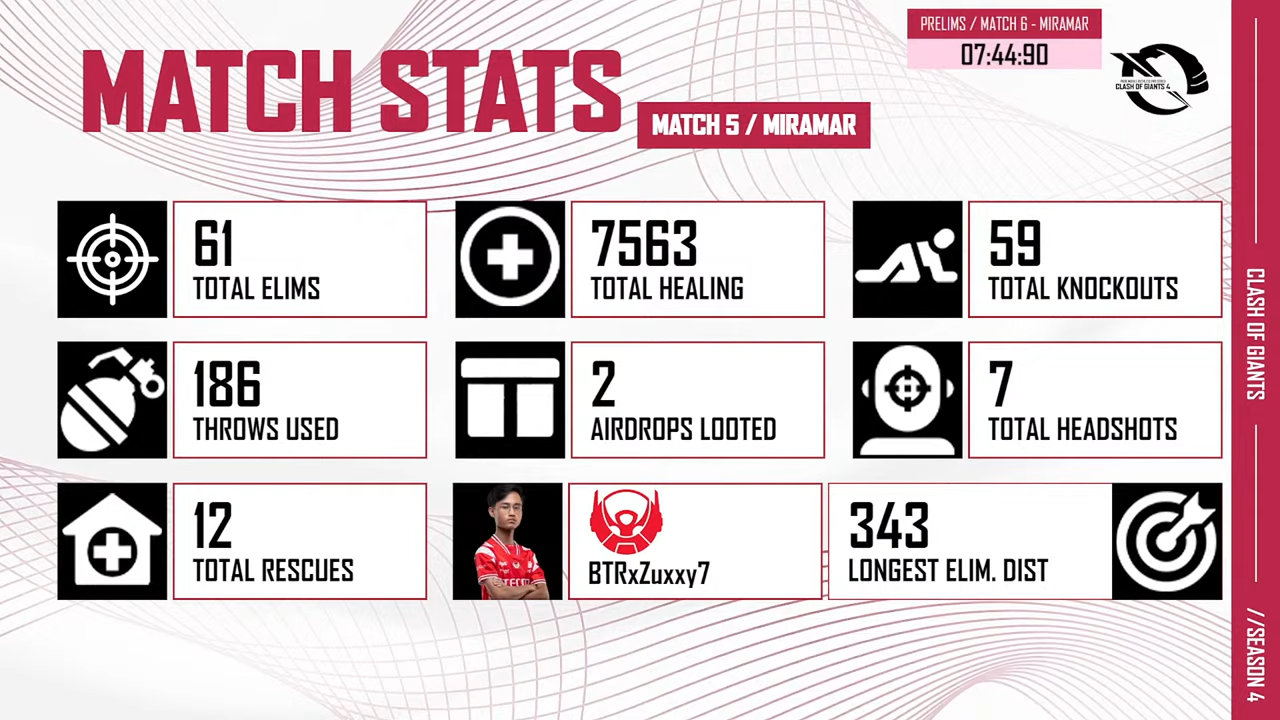 PRELIMS / MATCH 6 - MIRAMAR
07:44:90
MATCH STATS
MATCH 5 / MIRAMAR
CLASH OF GIANTS 4
61
TOTAL ELIMS
7563
TOTAL HEALING
59
TOTAL KNOCKOUTS
186
THROWS USED
2
AIRDROPS LOOTED
7
TOTAL HEADSHOTS
12
TOTAL RESCUES
BTRxZuxxy7
343
LONGEST ELIM. DIST
CLASH OF GIANTS
//SEASON 4